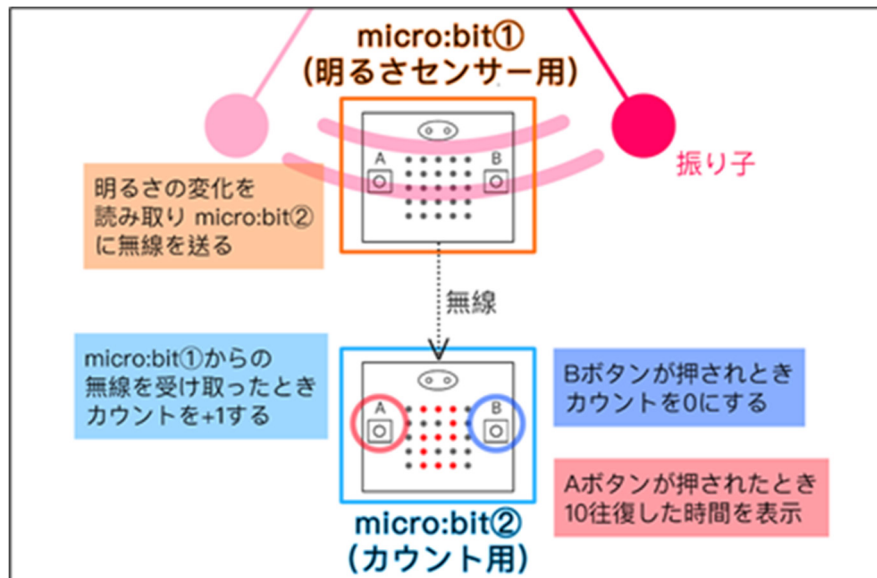 micro:bit①
(明るさセンサー用)
A
B
振り子
明るさの変化を
読み取り micro:bit②
に無線を送る
無線
micro:bit①からの
無線を受け取ったとき
カウントを+1する
A
B
Bボタンが押されとき
カウントを0にする
Aボタンが押されたとき
10往復した時間を表示
micro:bit②
(カウント用)